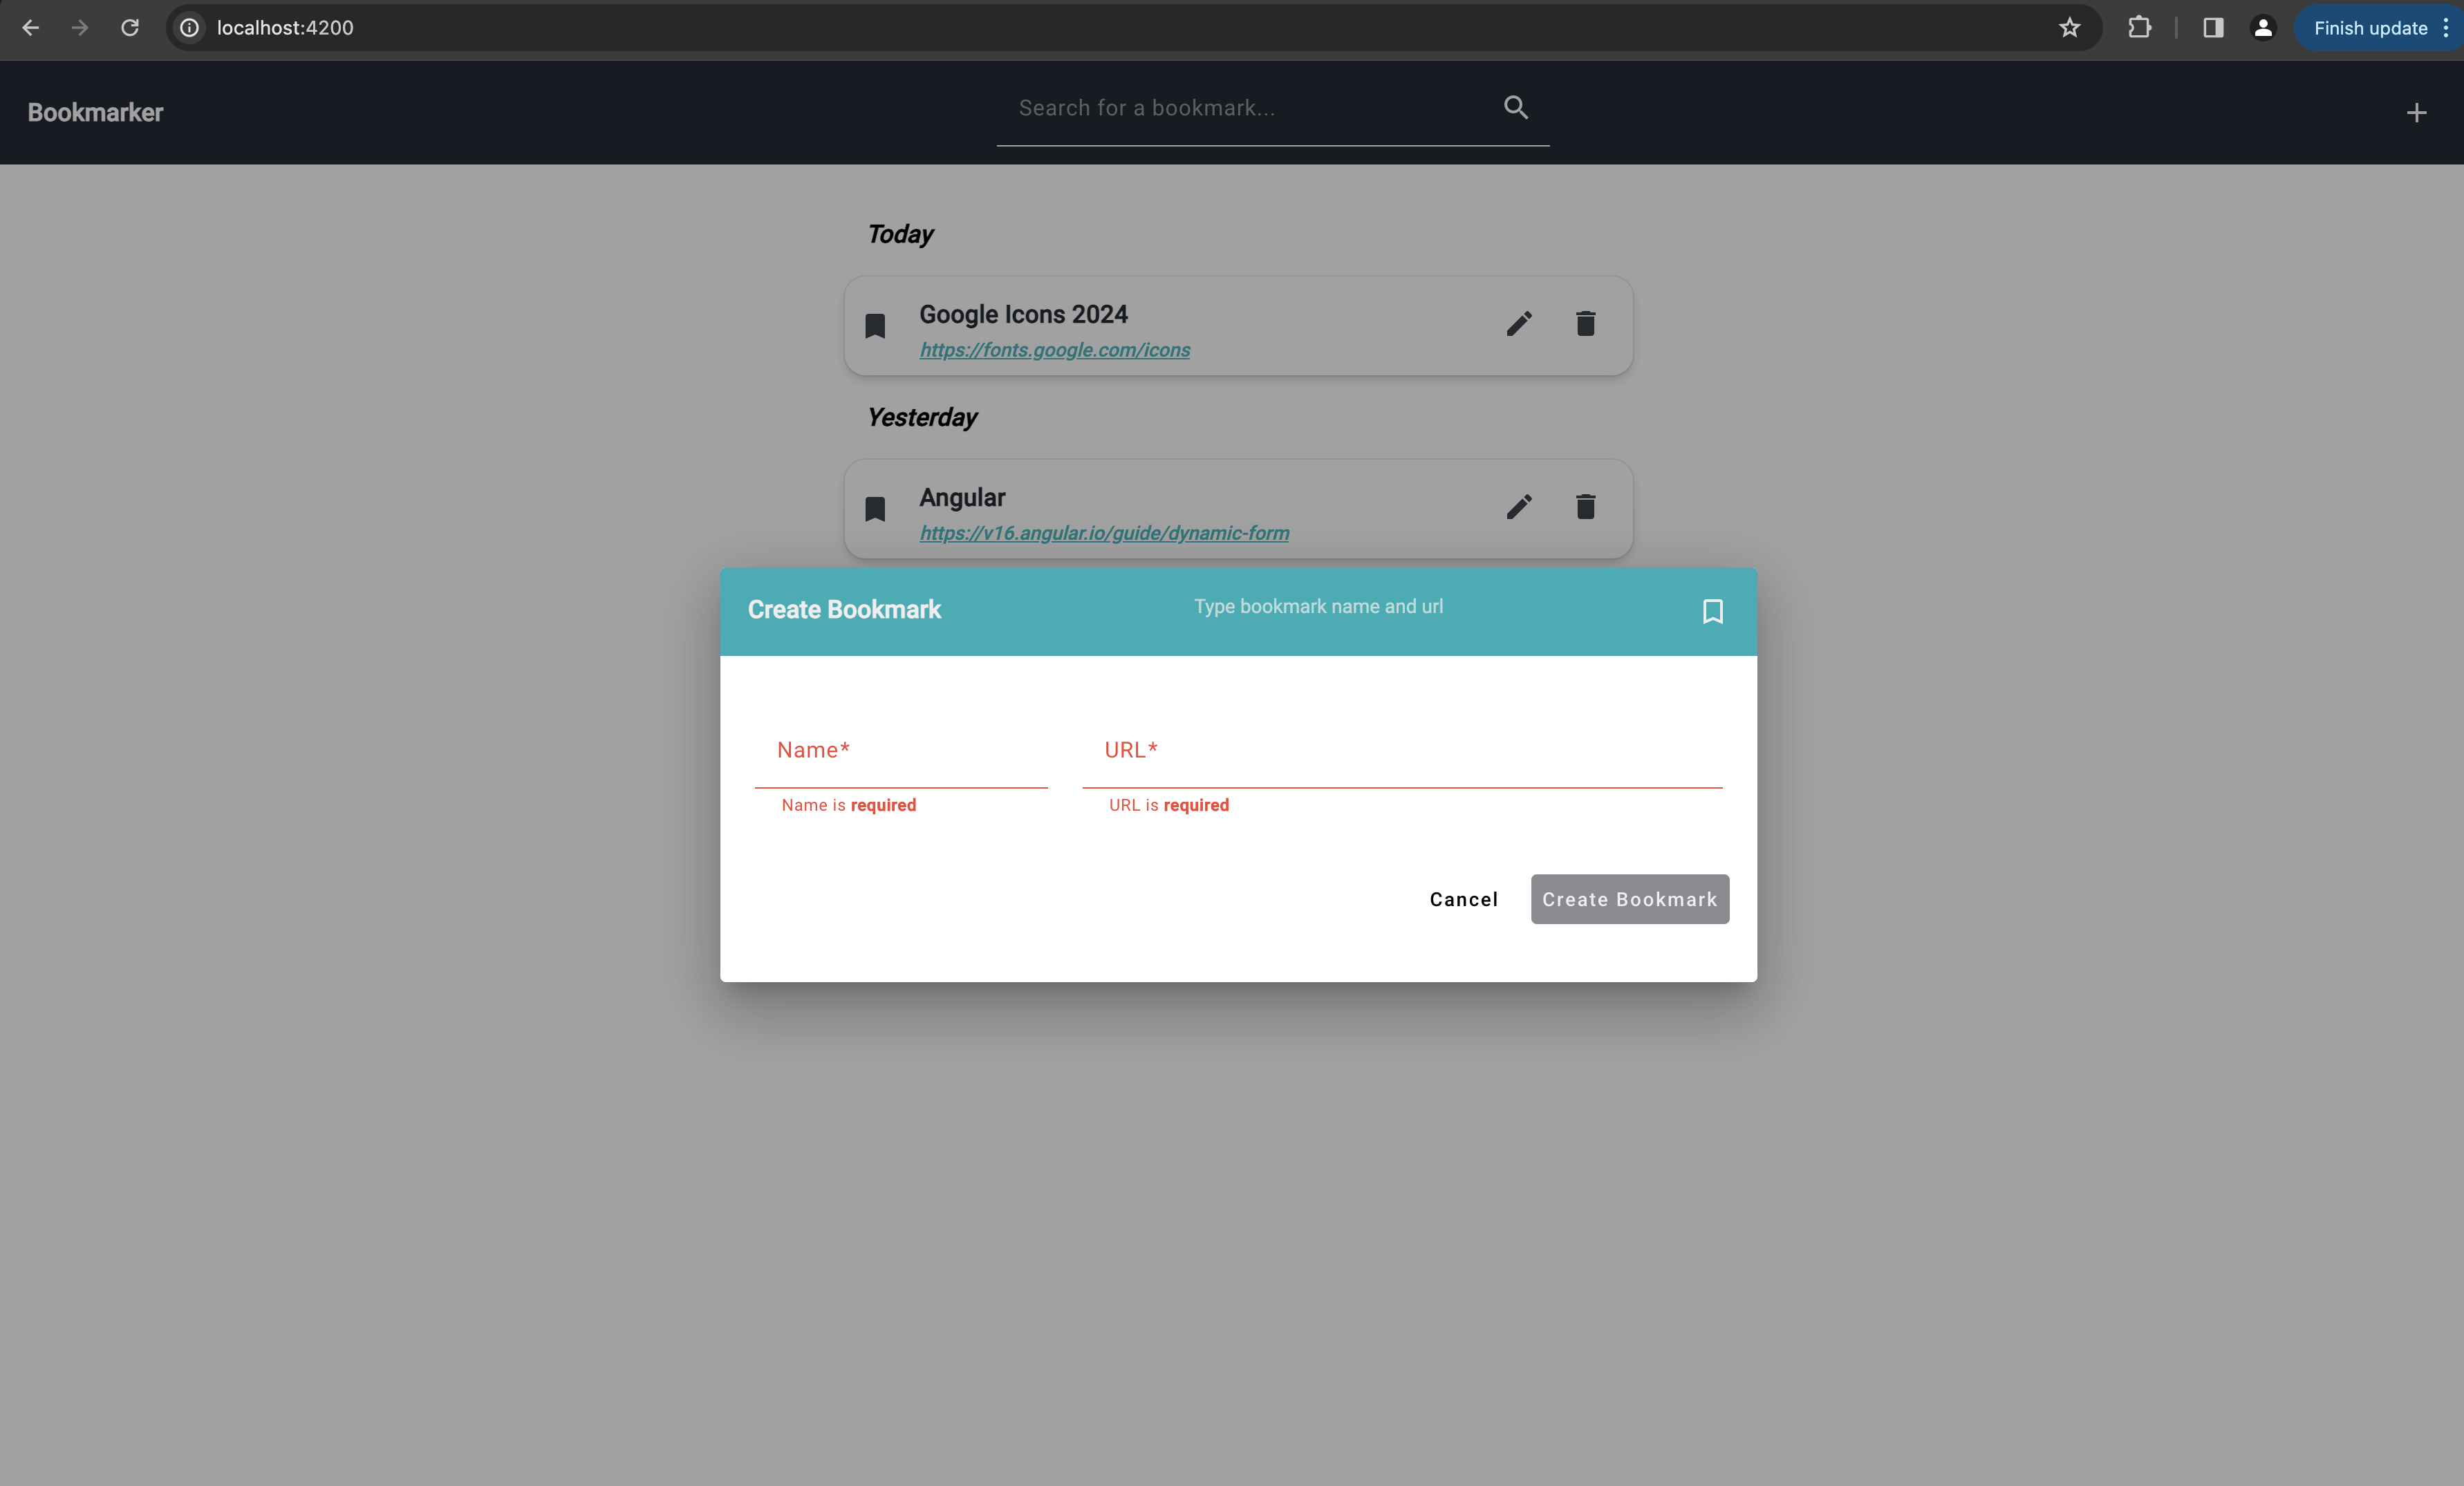 localhost:4200
Finish update
Bookmarker
Search for a bookmark...
Today
Google Icons 2024
https://fonts.google.com/icons
Yesterday
Angular
https://v16.angular.io/guide/dynamic-form
Create Bookmark
Type bookmark name and url
Name*
URL*
Name is required
URL is required
Cancel
Create Bookmark